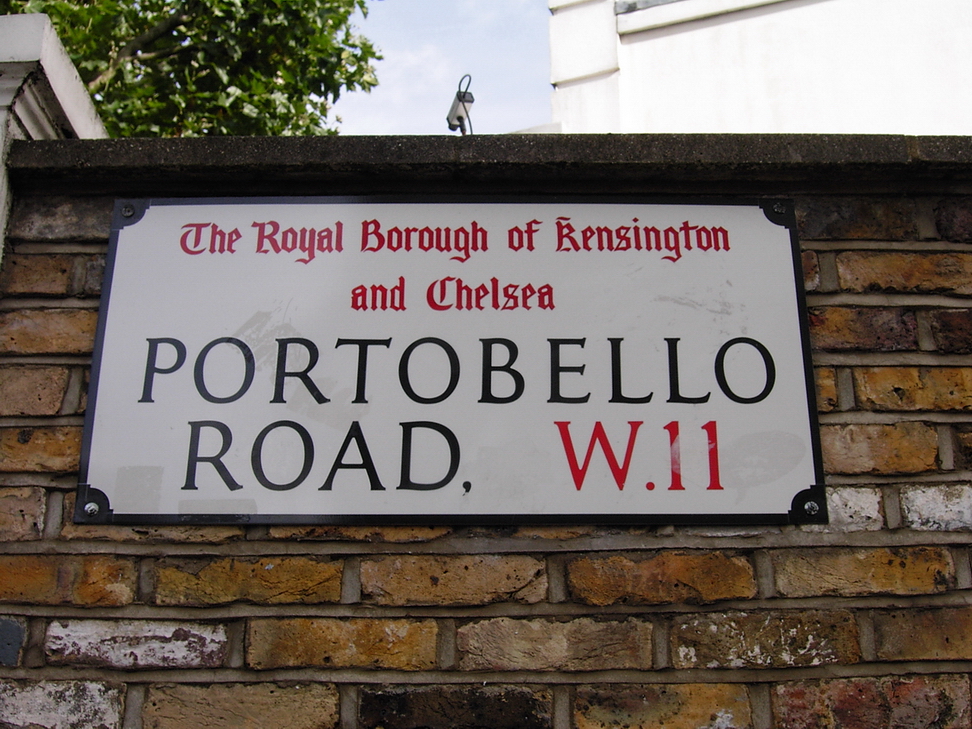 The Royal Borough of Kensington
and Chelsea
PORTOBELLO
ROAD, W.11